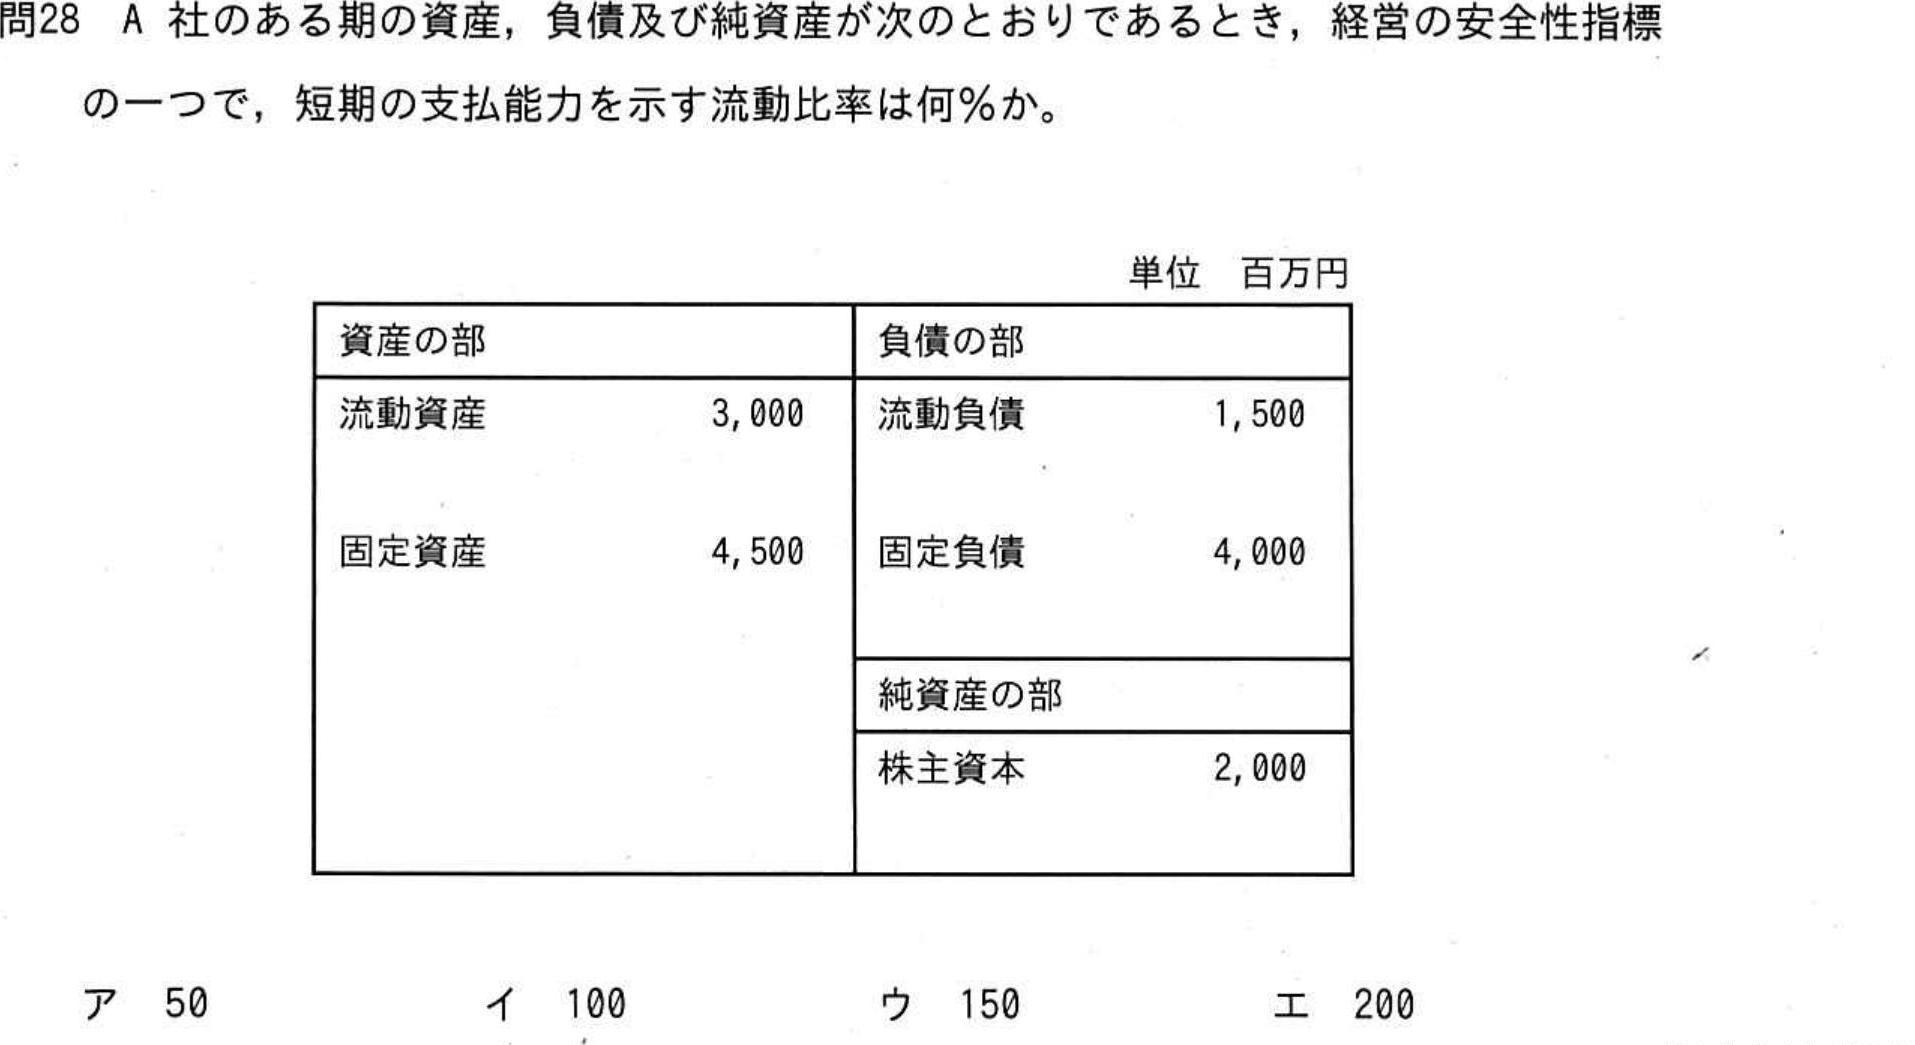 問28　A 社のある期の資産，負債及び純資産が次のとおりであるとき，経営の安全性指標
の一つで，短期の支払能力を示す流動比率は何％か。
単位　百万円
資産の部　負債の部
流動資産　3,000　流動負債　1,500
固定資産　4,500　固定負債　4,000
純資産の部
株主資本　2,000
ア　50　イ　100　ウ　150　エ　200